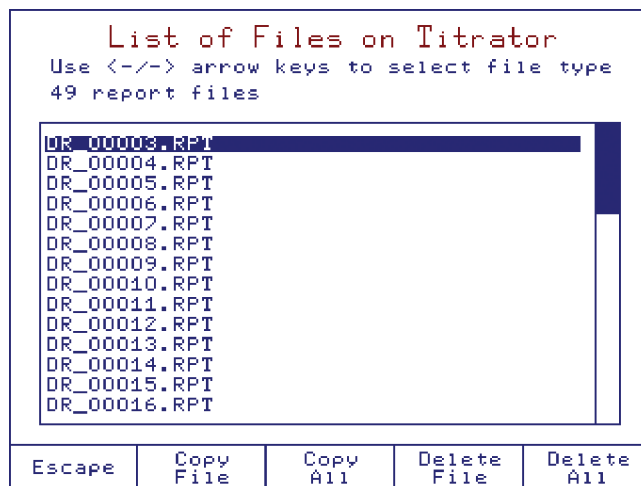 List of Files on Titrator
Use <-/-> arrow keys to select file type
49 report files
DR_00003.RPT
DR_00004.RPT
DR_00005.RPT
DR_00006.RPT
DR_00007.RPT
DR_00008.RPT
DR_00009.RPT
DR_00010.RPT
DR_00011.RPT
DR_00012.RPT
DR_00013.RPT
DR_00014.RPT
DR_00015.RPT
DR_00016.RPT
Escape
Copy File
Copy All
Delete File
Delete All